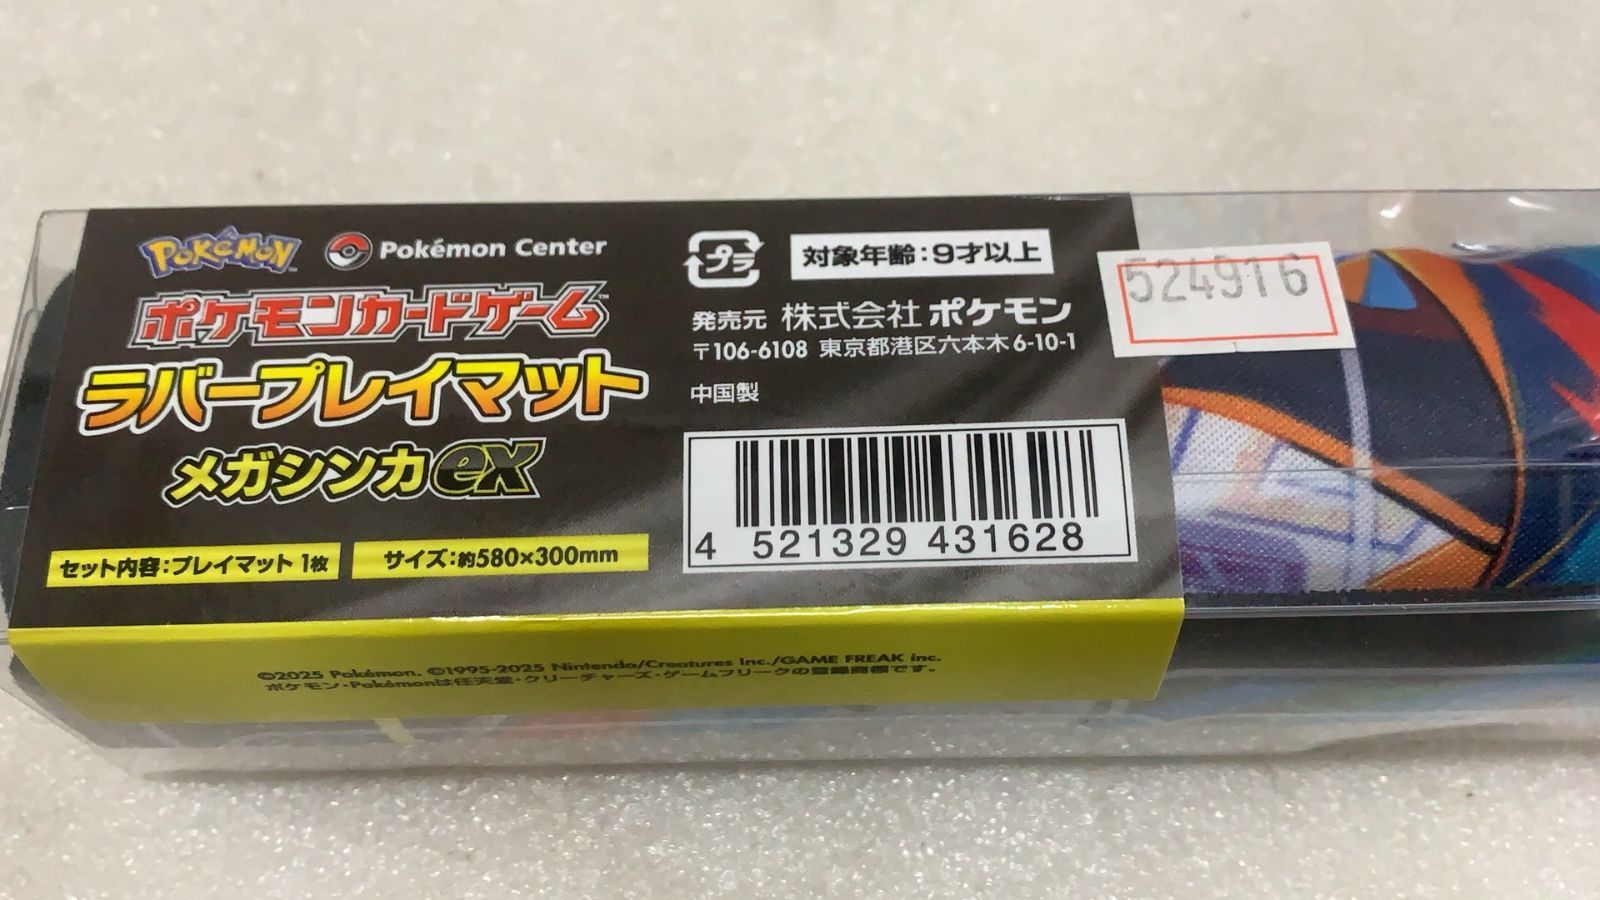 POKÉMON
Pokémon Center
ポケモンカードゲーム
ラバープレイマット
メガシンカex
セット内容:プレイマット 1枚
サイズ:約580×300mm
プラ
対象年齢:9才以上
発売元 株式会社 ポケモン
〒106-6108 東京都港区六本木6-10-1
中国製
4 521329 431628
524916
©2025 Pokémon. ©1995-2025 Nintendo/Creatures Inc./GAME FREAK inc.
ポケモン・Pokémonは任天堂・クリーチャーズ・ゲームフリークの登録商標です。